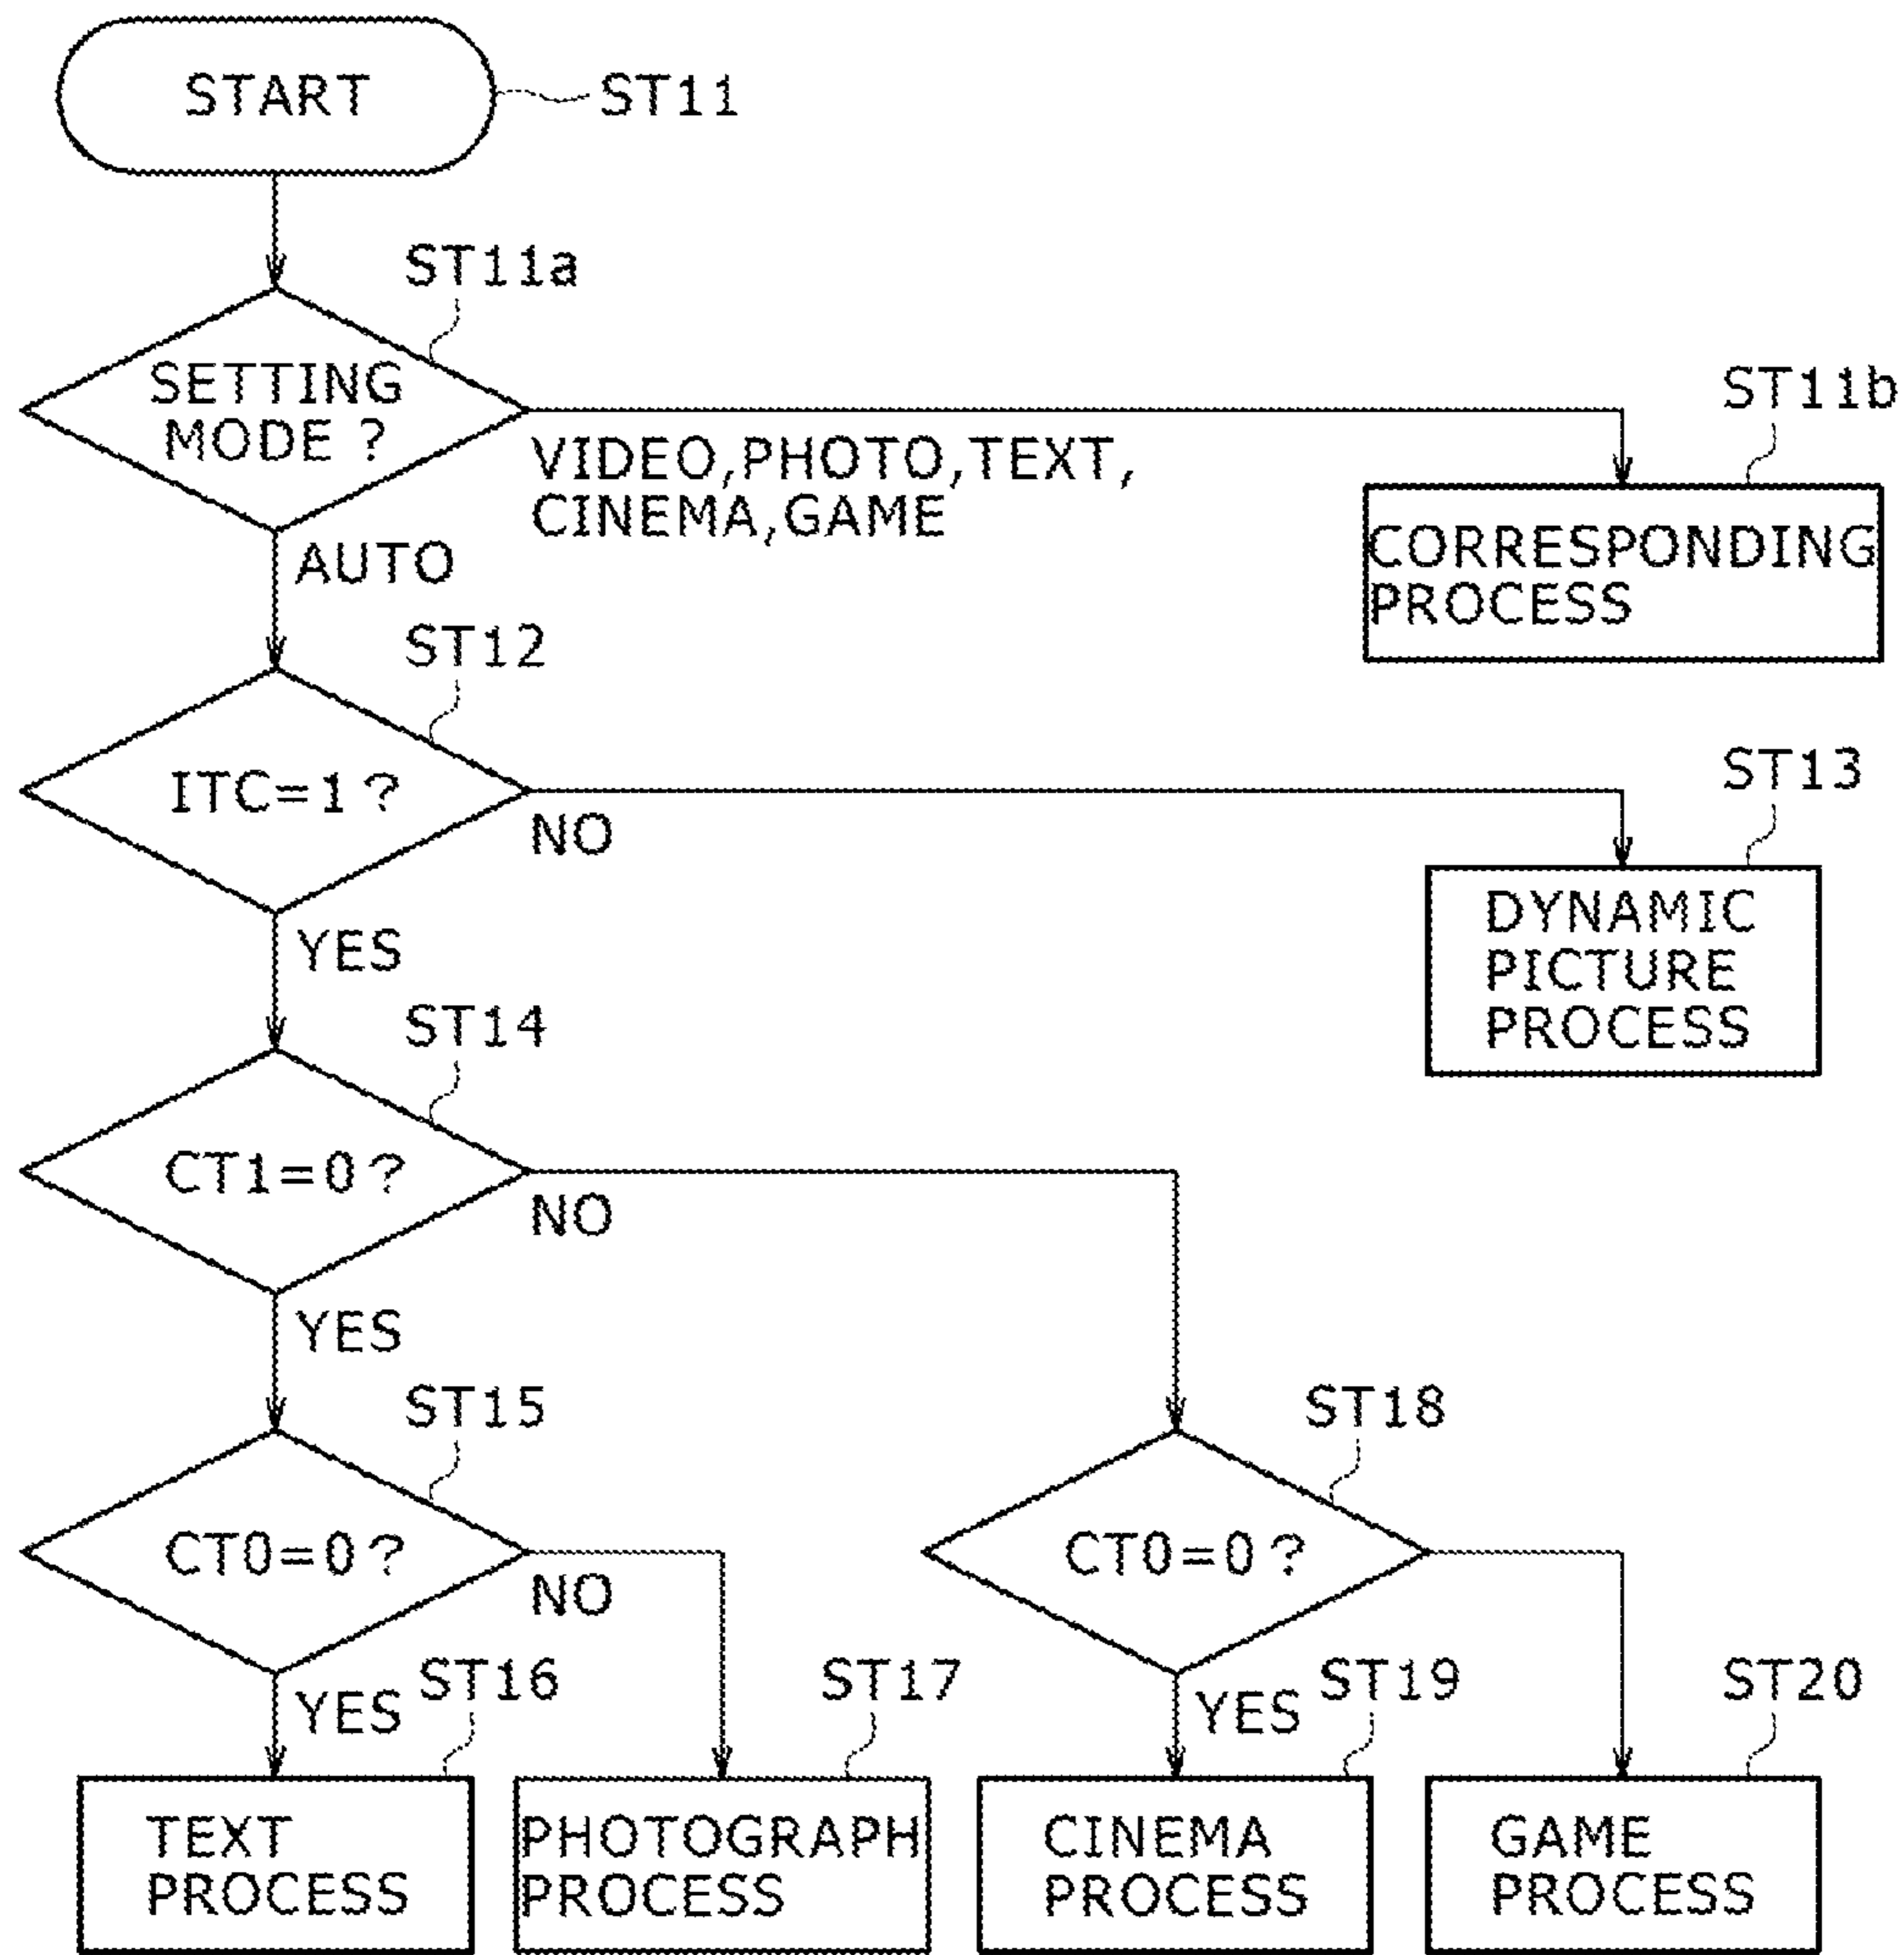 START
ST11
ST11a
SETTING
MODE ?
ST11b
VIDEO,PHOTO,TEXT,
CINEMA,GAME
CORRESPONDING
PROCESS
AUTO
ST12
ITC=1 ?
NO
ST13
DYNAMIC
PICTURE
PROCESS
YES
ST14
CT1=0 ?
NO
YES
ST15
ST18
CT0=0 ?
NO
CT0=0 ?
YES
ST16
ST17
YES
ST19
ST20
TEXT
PROCESS
PHOTOGRAPH
PROCESS
CINEMA
PROCESS
GAME
PROCESS